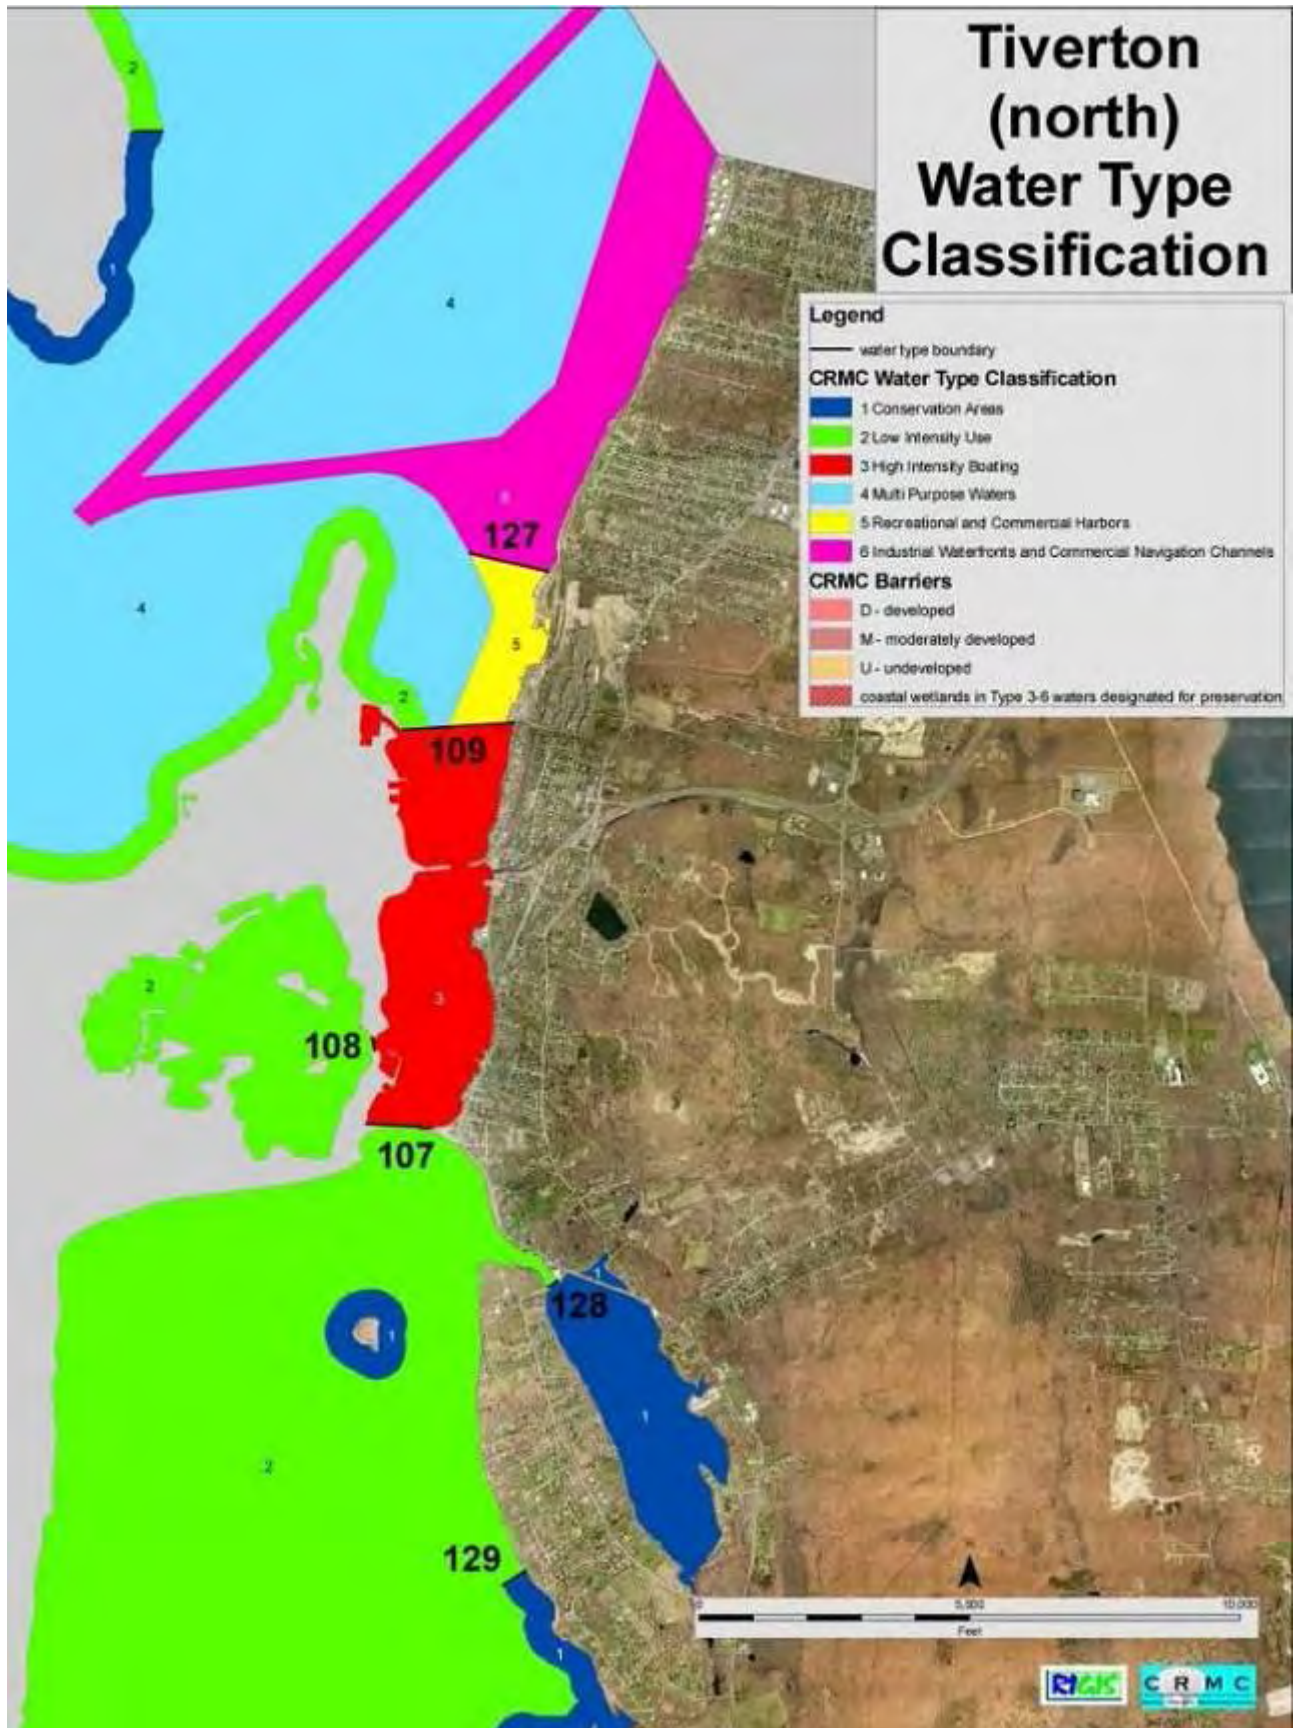 Tiverton
(north)
Water Type
Classification
Legend
water type boundary
CRMC Water Type Classification
1 Conservation Areas
2 Low Intensity Use
3 High Intensity Boating
4 Multi Purpose Waters
5 Recreational and Commercial Harbors
6 Industrial Waterfronts and Commercial Navigation Channels
CRMC Barriers
D - developed
M - moderately developed
U - undeveloped
coastal wetlands in Type 3-6 waters designated for preservation
2
1
4
6
127
4
5
2
109
2
3
108
107
1
128
1
1
2
129
1
0 5,000 10,000
Feet
RIGIS
C R M C